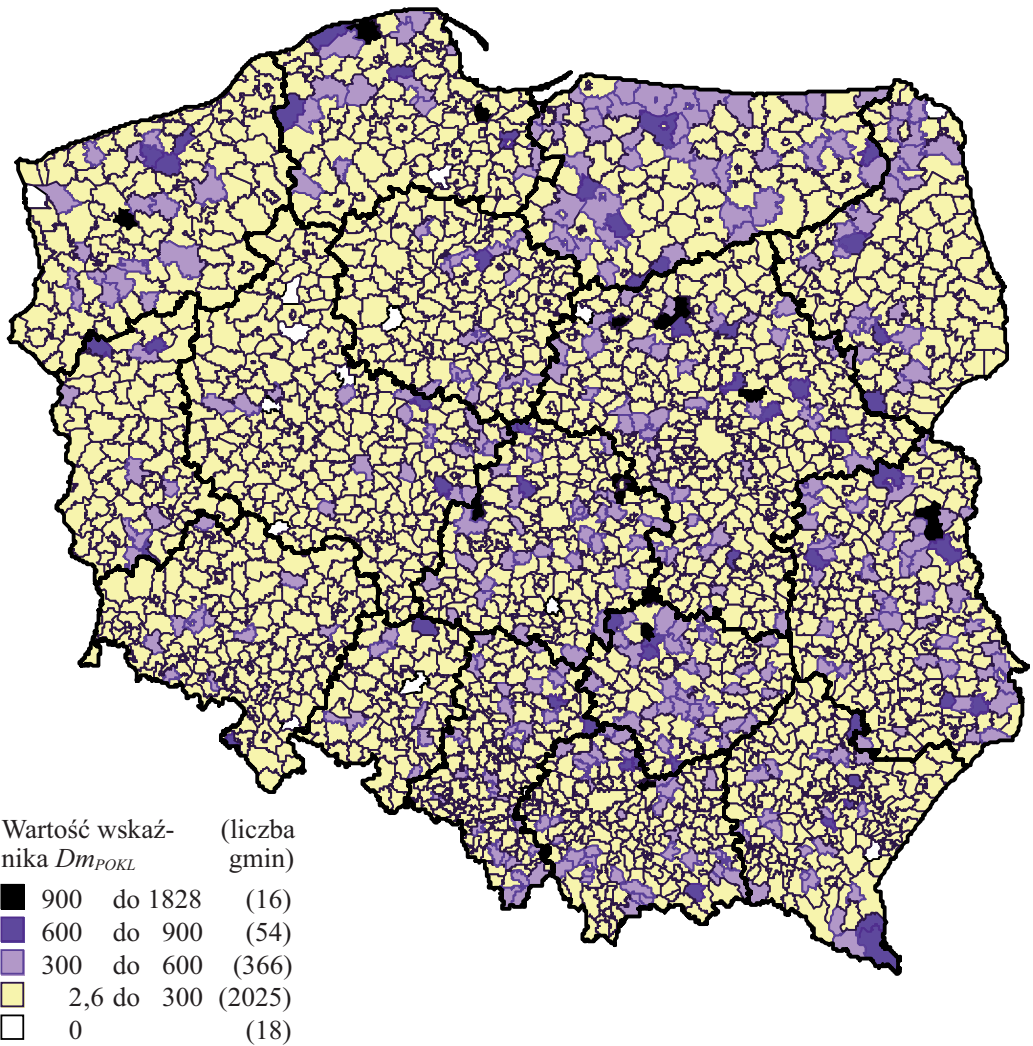 Wartość wskaź- (liczba
nika DmPOKL gmin)
900 do 1828 (16)
600 do 900 (54)
300 do 600 (366)
2,6 do 300 (2025)
0 (18)